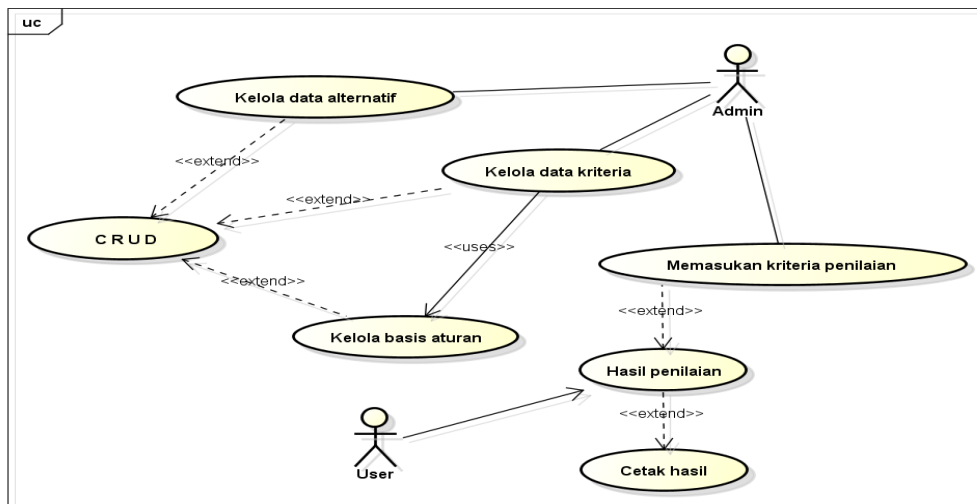 uc
Kelola data alternatif
Admin
<<extend>>
Kelola data kriteria
<<extend>>
C R U D
<<uses>>
Memasukan kriteria penilaian
<<extend>>
<<extend>>
Kelola basis aturan
Hasil penilaian
<<extend>>
User
Cetak hasil